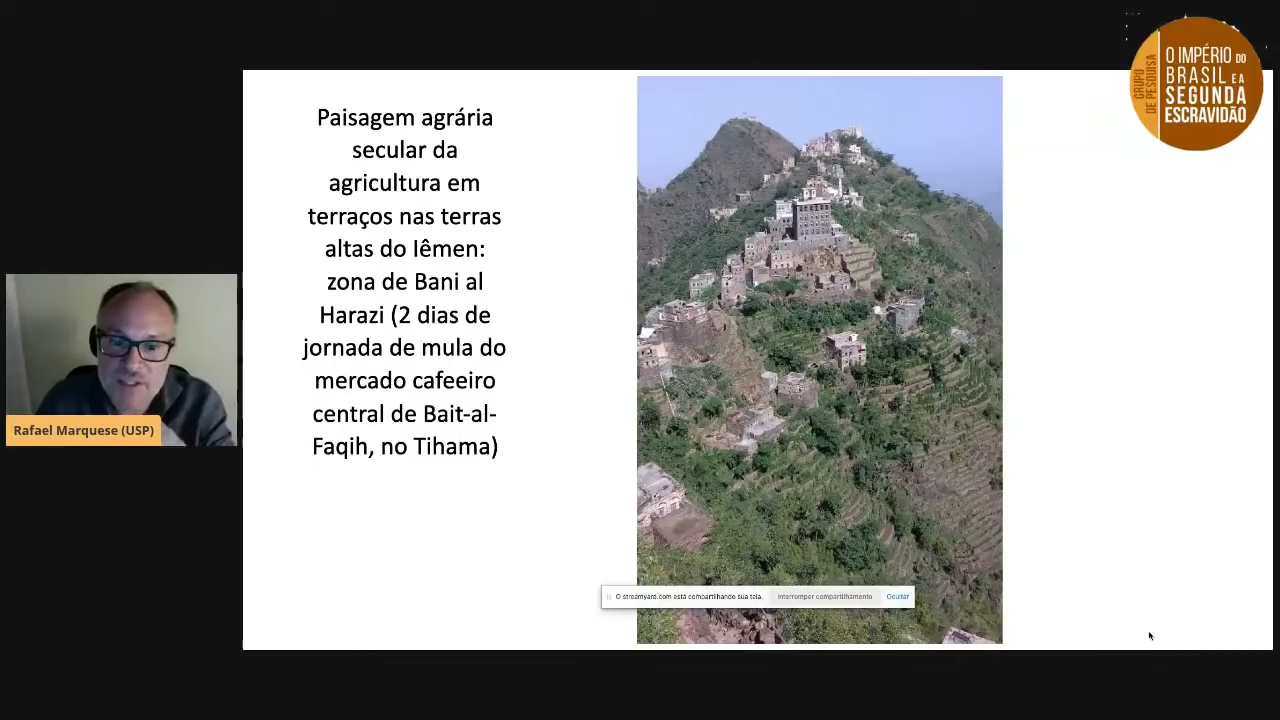 Paisagem agrária
secular da
agricultura em
terraços nas terras
altas do Iêmen:
zona de Bani al
Harazi (2 dias de
jornada de mula do
mercado cafeeiro
central de Bait-al-
Faqih, no Tihama)
GRUPO
DE PESQUISA
O IMPÉRIO DO
BRASIL E A
SEGUNDA
ESCRAVIDÃO
Rafael Marquese (USP)
O streamyard.com está compartilhando sua tela.
Interromper compartilhamento
Ocultar